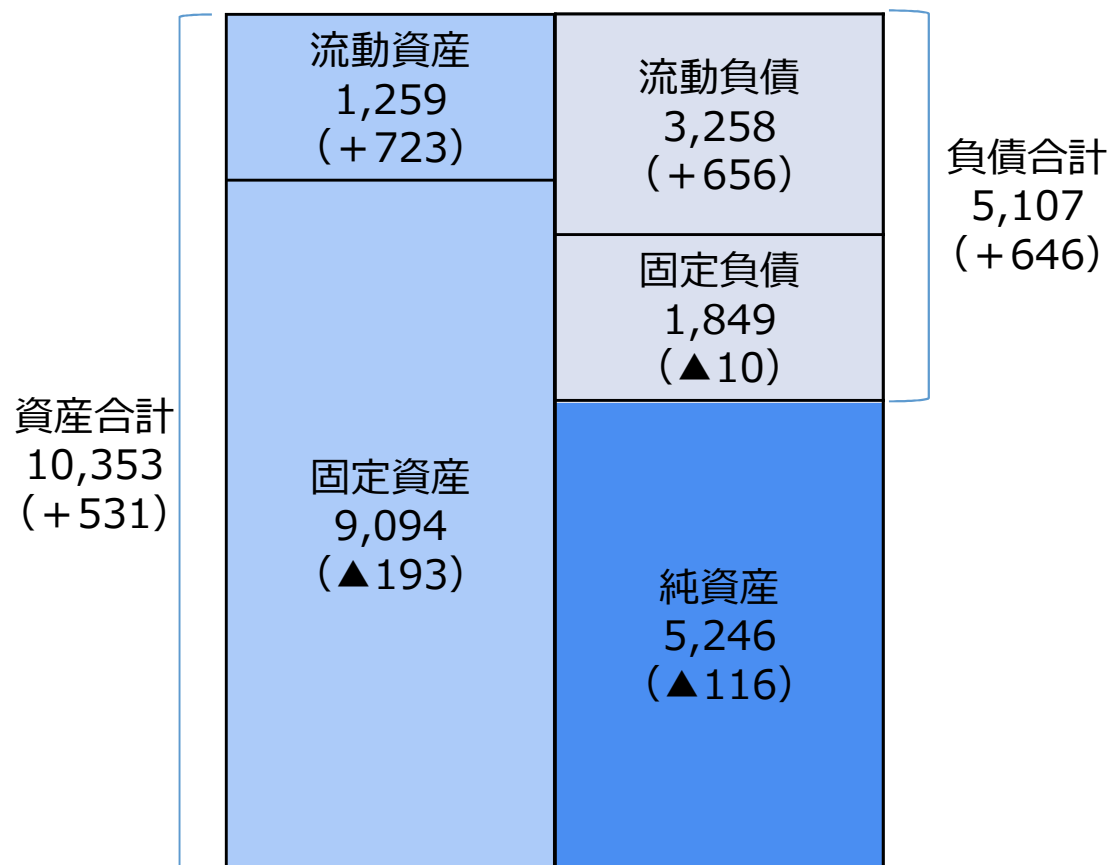 資産合計
10,353
（＋531）
流動資産
1,259
（＋723）
固定資産
9,094
（▲193）
流動負債
3,258
（＋656）
固定負債
1,849
（▲10）
純資産
5,246
（▲116）
負債合計
5,107
（＋646）